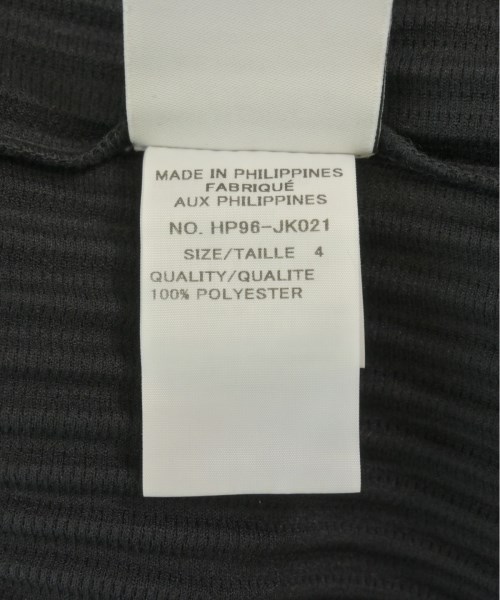 MADE IN PHILIPPINES
FABRIQUÉ
AUX PHILIPPINES
NO. HP96-JK021
SIZE/TAILLE 4
QUALITY/QUALITE
100% POLYESTER